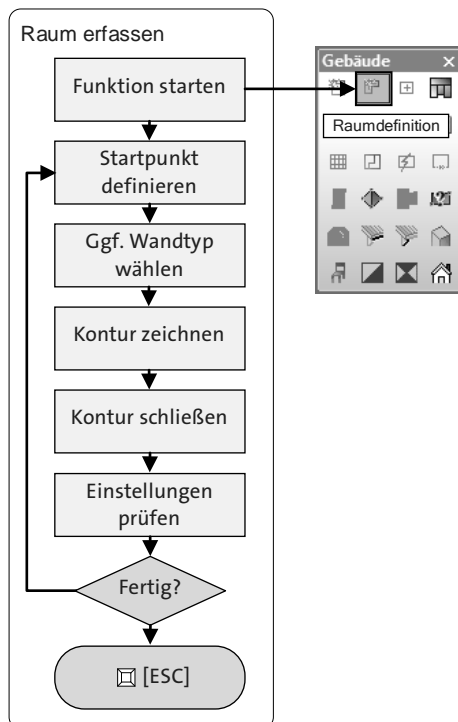 Raum erfassen
Funktion starten
Startpunkt
definieren
Ggf. Wandtyp
wählen
Kontur zeichnen
Kontur schließen
Einstellungen
prüfen
Fertig?
[ESC]
Gebäude
Raumdefinition